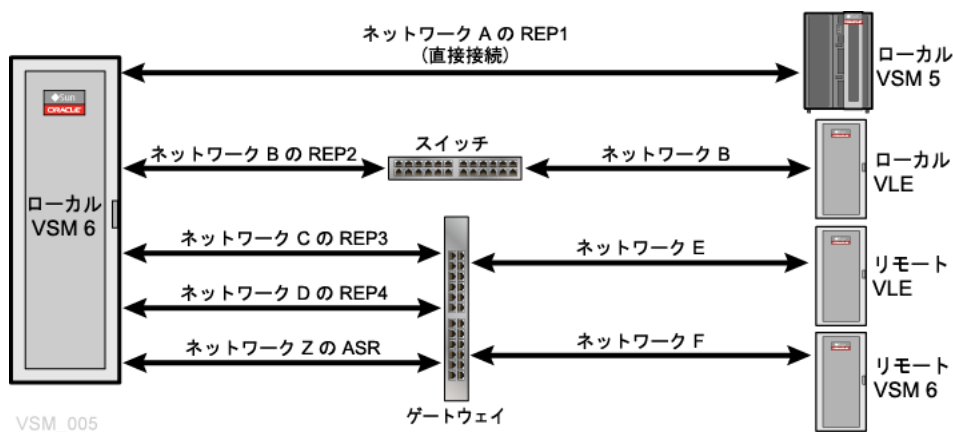 ネットワーク A の REP1
(直接接続)
ローカル
VSM 5
Sun
ORACLE
スイッチ
ネットワーク B の REP2
ネットワーク B
ローカル
VLE
ローカル
VSM 6
ネットワーク C の REP3
ネットワーク E
リモート
VLE
ネットワーク D の REP4
ネットワーク Z の ASR
ネットワーク F
リモート
VSM 6
ゲートウェイ
VSM_005